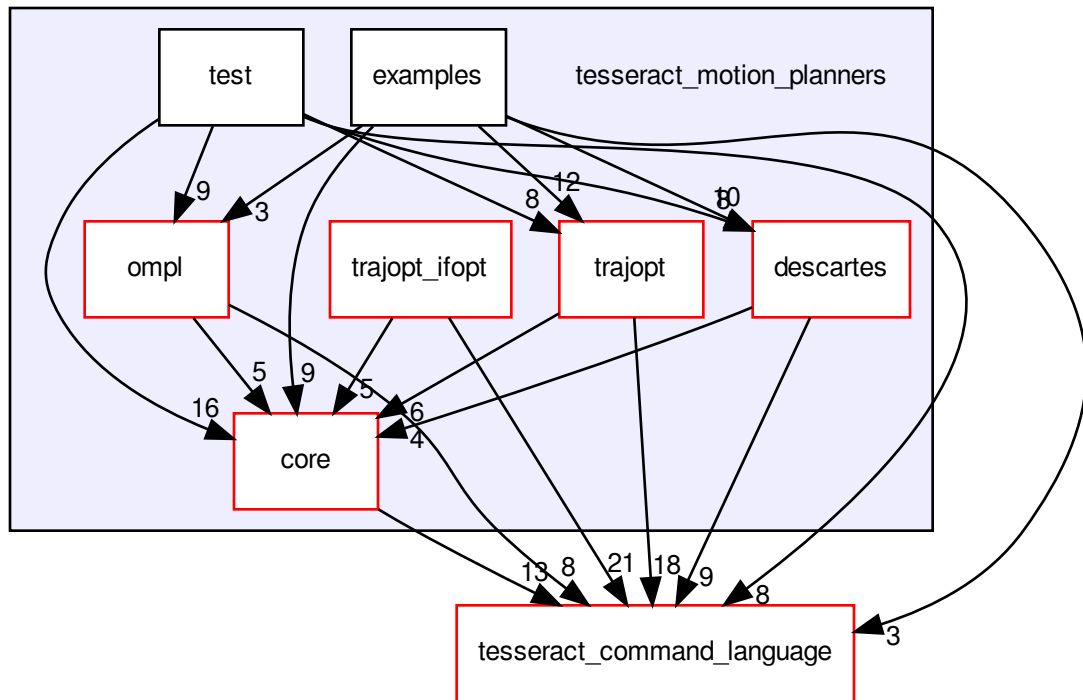 test
examples
tesseract_motion_planners
9
3
8
12
8
10
ompl
trajopt_ifopt
trajopt
descartes
16
5
9
5
6
4
core
13
8
21
18
9
8
3
tesseract_command_language